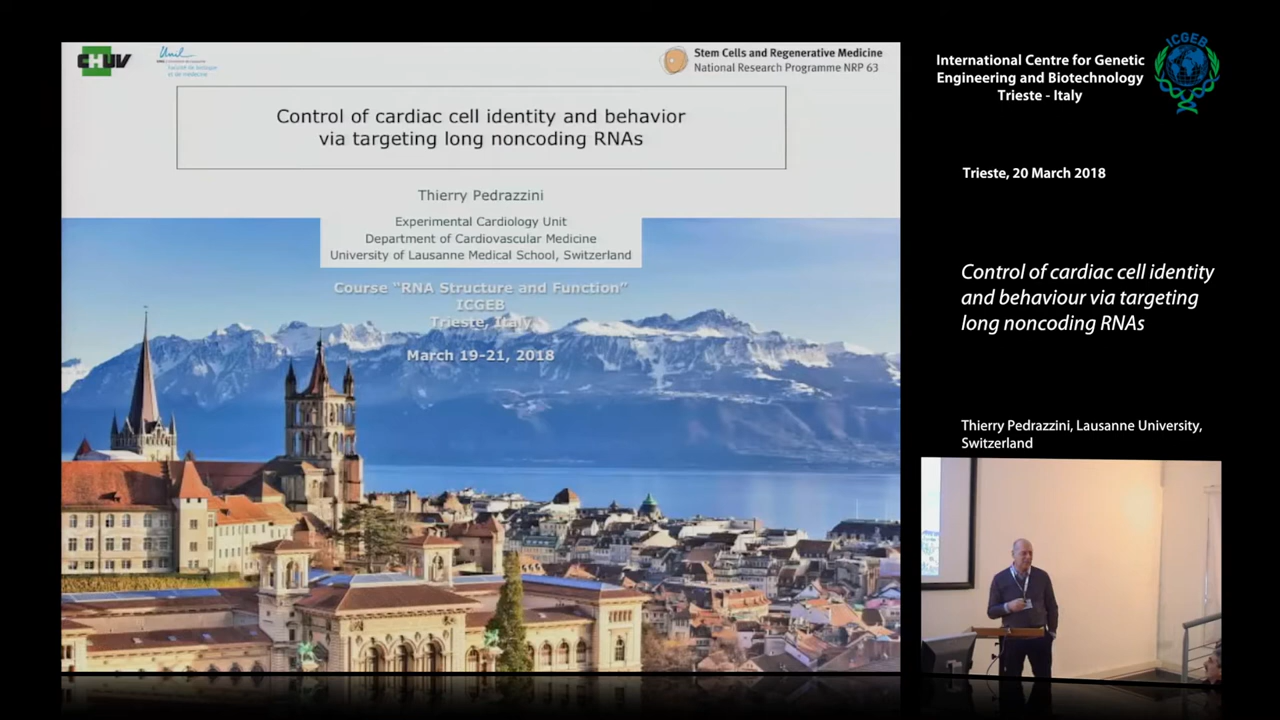 CHUV
Unil
Stem Cells and Regenerative Medicine
National Research Programme NRP 63
Control of cardiac cell identity and behavior
via targeting long noncoding RNAs
Thierry Pedrazzini
Experimental Cardiology Unit
Department of Cardiovascular Medicine
University of Lausanne Medical School, Switzerland
Course “RNA Structure and Function”
ICGEB
Trieste, Italy
March 19-21, 2018
International Centre for Genetic
Engineering and Biotechnology
Trieste - Italy
ICGEB
Trieste, 20 March 2018
Control of cardiac cell identity
and behaviour via targeting
long noncoding RNAs
Thierry Pedrazzini, Lausanne University,
Switzerland